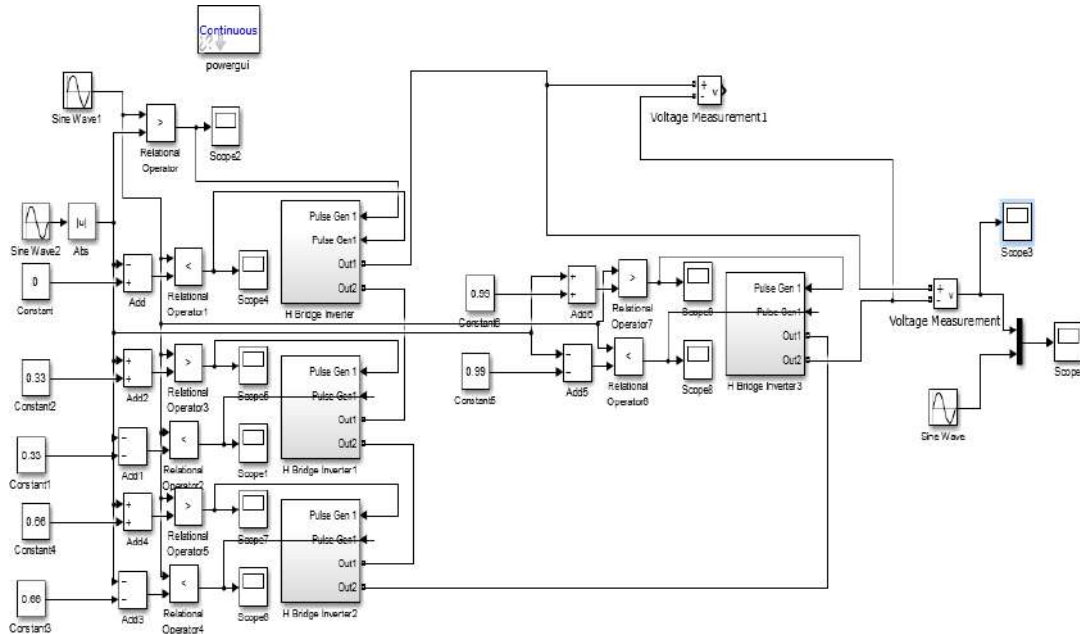 Continuous
powergui
Sine Wave1
>
Relational
Operator
Scope2
+
-
v
Voltage Measurement1
Sine Wave2
|u|
Abs
0
Constant
-
+
Add
<
Relational
Operator1
Scope4
Pulse Gen 1
Pulse Gen1
Out1
Out2
H Bridge Inverter
0.33
Constant2
+
+
Add2
>
Relational
Operator3
Scope5
Pulse Gen 1
Pulse Gen1
Out1
Out2
H Bridge Inverter1
0.33
Constant1
-
-
Add1
<
Relational
Operator2
Scope1
0.66
Constant4
+
+
Add4
>
Relational
Operator5
Scope7
Pulse Gen 1
Pulse Gen1
Out1
Out2
H Bridge Inverter2
0.66
Constant3
-
-
Add3
<
Relational
Operator4
Scope6
0.99
+
+
Add6
>
Relational
Operator7
Pulse Gen 1
Pulse Gen1
Out1
Out2
H Bridge Inverter3
0.99
Constant5
-
-
Add5
<
Relational
Operator6
Scope8
Scope3
+
-
v
Voltage Measurement
Scope
Sine Wave